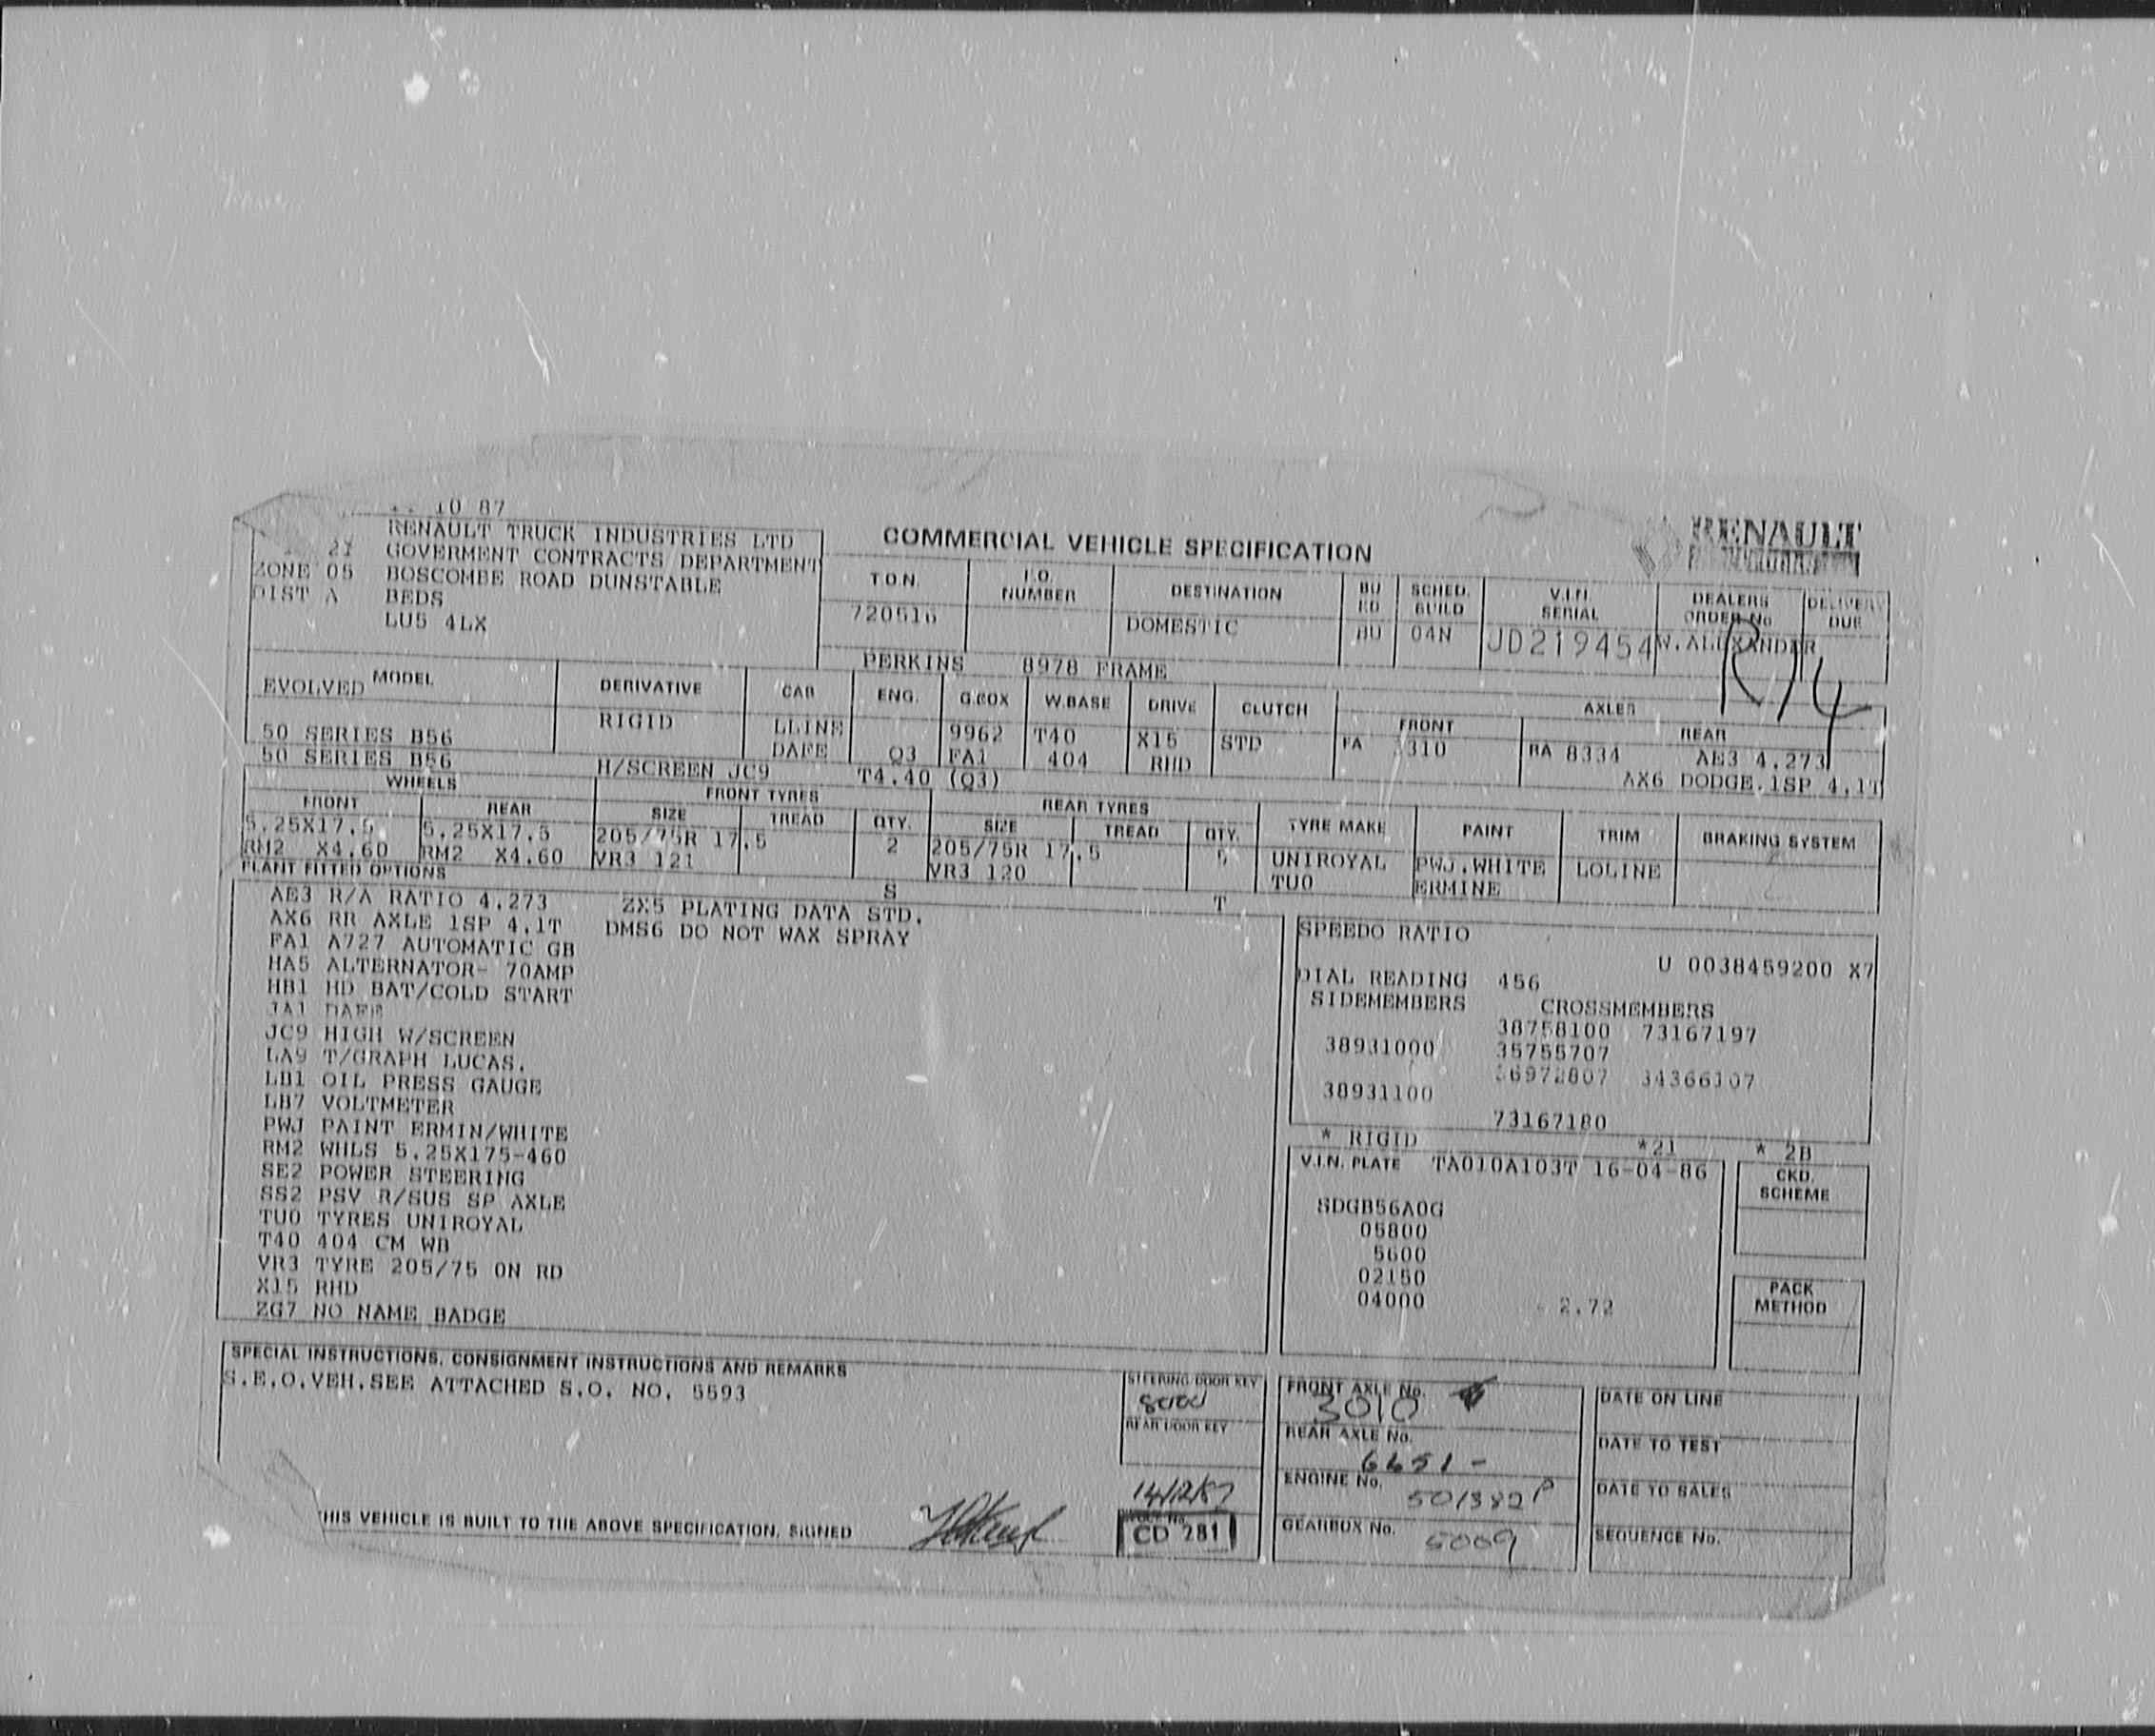 10 87
RENAULT TRUCK INDUSTRIES LTD
21 GOVERMENT CONTRACTS DEPARTMENT
ZONE 05 BOSCOMBE ROAD DUNSTABLE
DIST A BEDS
LU5 4LX
COMMERCIAL VEHICLE SPECIFICATION
RENAULT
T.O.N. I.O. NUMBER DESTINATION BU KD SCHED. BUILD V.I.N. SERIAL DEALERS ORDER No DELIVERY DUE
720516 DOMESTIC BU 04N JD219454 W.ALEXANDER
R14
PERKINS 8978 FRAME
MODEL DERIVATIVE CAB ENG. G.BOX W.BASE DRIVE CLUTCH AXLES
FRONT REAR
EVOLVED
50 SERIES B56 RIGID LLINE 9962 T40 X15 STD FA 310 RA 8334 AE3 4.273
50 SERIES B56 DAFE Q3 FA1 404 RHD
H/SCREEN JC9 T4.40 (Q3) AX6 DODGE.1SP 4.1T
WHEELS FRONT TYRES REAR TYRES
FRONT REAR SIZE TREAD QTY. SIZE TREAD QTY. TYRE MAKE PAINT TRIM BRAKING SYSTEM
5.25X17.5 5.25X17.5 205/75R 17.5 2 205/75R 17.5 5 UNIROYAL PWJ.WHITE LOLINE
RM2 X4.60 RM2 X4.60 VR3 121 VR3 120 TU0 ERMINE
PLANT FITTED OPTIONS S T
AE3 R/A RATIO 4.273 ZX5 PLATING DATA STD.
AX6 RR AXLE 1SP 4.1T DMS6 DO NOT WAX SPRAY
FA1 A727 AUTOMATIC GB
HA5 ALTERNATOR- 70AMP
HB1 HD BAT/COLD START
JA1 DAFE
JC9 HIGH W/SCREEN
LA9 T/GRAPH LUCAS.
LB1 OIL PRESS GAUGE
LB7 VOLTMETER
PWJ PAINT ERMIN/WHITE
RM2 WHLS 5.25X175-460
SE2 POWER STEERING
SS2 PSV R/SUS SP AXLE
TU0 TYRES UNIROYAL
T40 404 CM WB
VR3 TYRE 205/75 ON RD
X15 RHD
ZG7 NO NAME BADGE
SPEEDO RATIO
U 0038459200 X7
DIAL READING 456
SIDEMEMBERS CROSSMEMBERS
38758100 73167197
38931000 35755707
36972807 34366107
38931100
73167180
* RIGID *21 * 2B
V.I.N. PLATE TA010A103T 16-04-86
SDGB56A0G
05800
5600
02150
04000 2.72
CKD. SCHEME
PACK METHOD
SPECIAL INSTRUCTIONS, CONSIGNMENT INSTRUCTIONS AND REMARKS
S.E.O.VEH.SEE ATTACHED S.O. NO. 5593
STEERING DOOR KEY
REAR DOOR KEY
14/12/87
CD 281
THIS VEHICLE IS BUILT TO THE ABOVE SPECIFICATION, SIGNED
FRONT AXLE No. 3010
REAR AXLE No. 6651 -
ENGINE No. 501382P
GEARBOX No. 5009
DATE ON LINE
DATE TO TEST
DATE TO SALES
SEQUENCE No.